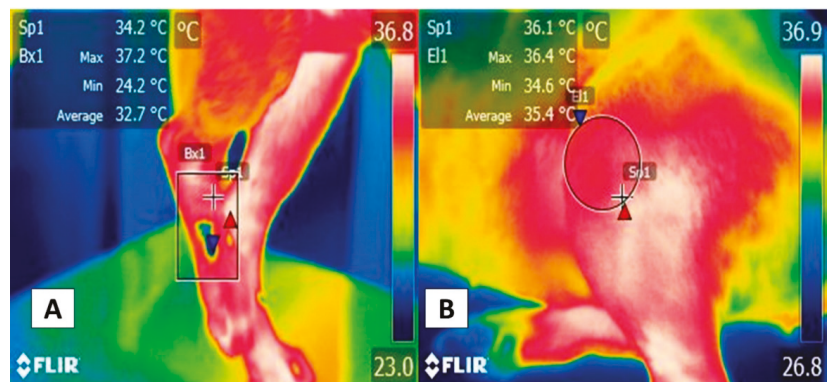 Sp1 34.2 °C
Bx1 Max 37.2 °C
Min 24.2 °C
Average 32.7 °C
°C
36.8
Bx1
Sp1
A
FLIR
23.0
Sp1 36.1 °C
El1 Max 36.4 °C
Min 34.6 °C
Average 35.4 °C
°C
36.9
El1
Sp1
B
FLIR
26.8